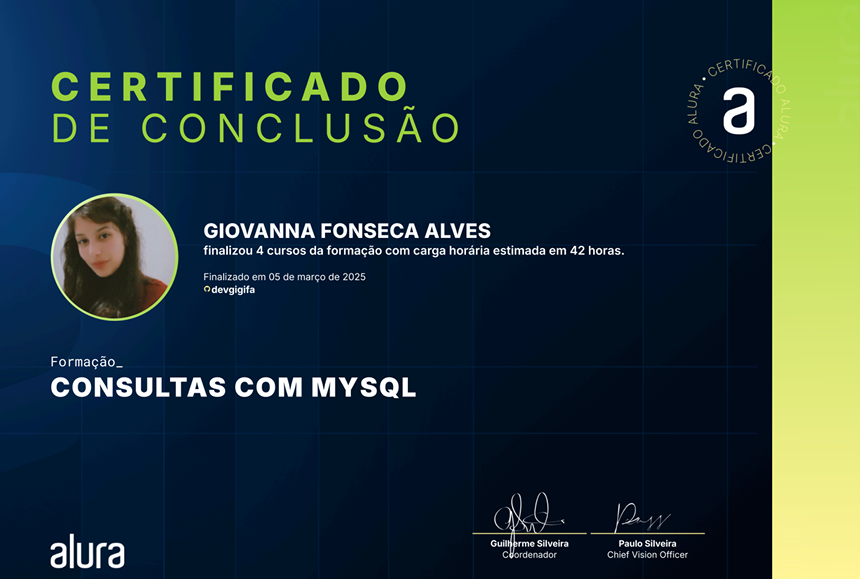 CERTIFICADO
DE CONCLUSÃO
CERTIFICADO ALURA • CERTIFICADO ALURA •
a
GIOVANNA FONSECA ALVES
finalizou 4 cursos da formação com carga horária estimada em 42 horas.
Finalizado em 05 de março de 2025
devgigifa
Formação_
CONSULTAS COM MYSQL
alura
Guilherme Silveira
Coordenador
Paulo Silveira
Chief Vision Officer